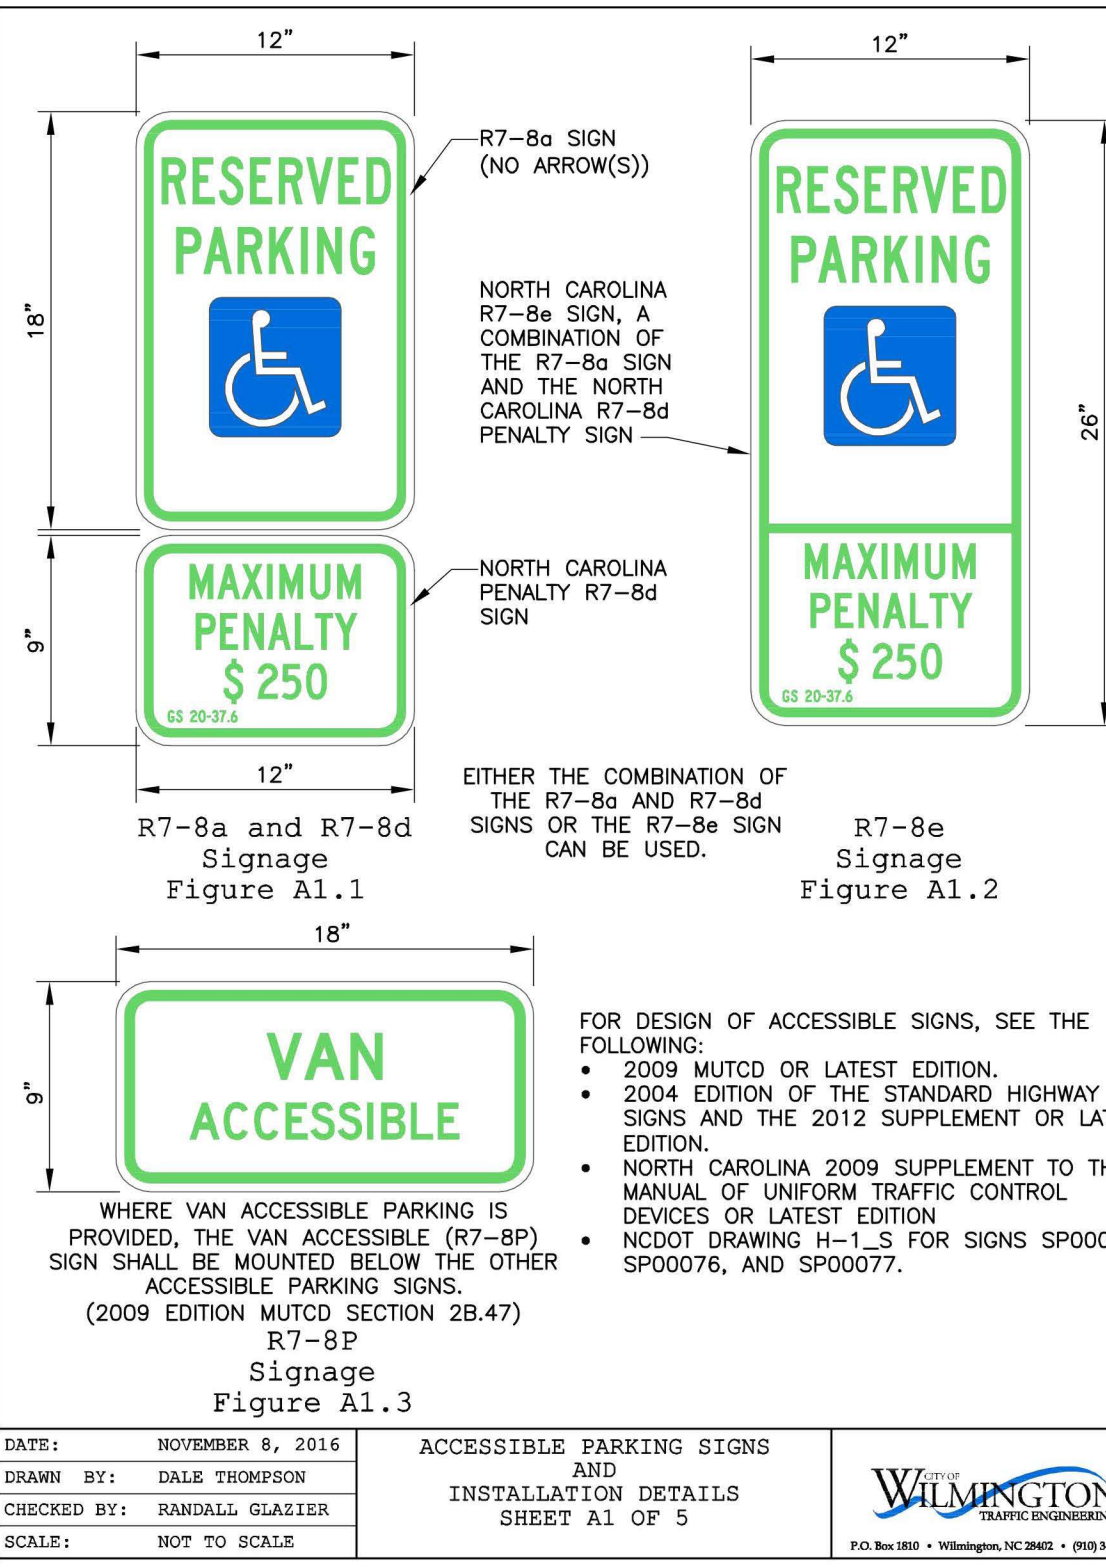 12"
RESERVED
PARKING
18"
R7-8a SIGN
(NO ARROW(S))
MAXIMUM
PENALTY
$ 250
GS 20-37.6
9"
12"
NORTH CAROLINA
PENALTY R7-8d
SIGN
R7-8a and R7-8d
Signage
Figure A1.1
12"
RESERVED
PARKING
MAXIMUM
PENALTY
$ 250
GS 20-37.6
26"
NORTH CAROLINA
R7-8e SIGN, A
COMBINATION OF
THE R7-8a SIGN
AND THE NORTH
CAROLINA R7-8d
PENALTY SIGN
EITHER THE COMBINATION OF
THE R7-8a AND R7-8d
SIGNS OR THE R7-8e SIGN
CAN BE USED.
R7-8e
Signage
Figure A1.2
18"
9"
VAN
ACCESSIBLE
WHERE VAN ACCESSIBLE PARKING IS
PROVIDED, THE VAN ACCESSIBLE (R7-8P)
SIGN SHALL BE MOUNTED BELOW THE OTHER
ACCESSIBLE PARKING SIGNS.
(2009 EDITION MUTCD SECTION 2B.47)
R7-8P
Signage
Figure A1.3
FOR DESIGN OF ACCESSIBLE SIGNS, SEE THE
FOLLOWING:
• 2009 MUTCD OR LATEST EDITION.
• 2004 EDITION OF THE STANDARD HIGHWAY
SIGNS AND THE 2012 SUPPLEMENT OR
EDITION.
• NORTH CAROLINA 2009 SUPPLEMENT TO
MANUAL OF UNIFORM TRAFFIC CONTROL
DEVICES OR LATEST EDITION
• NCDOT DRAWING H-1_S FOR SIGNS
SP00076, AND SP00077.
DATE: NOVEMBER 8, 2016
DRAWN BY: DALE THOMPSON
CHECKED BY: RANDALL GLAZIER
SCALE: NOT TO SCALE
ACCESSIBLE PARKING SIGNS
AND
INSTALLATION DETAILS
SHEET A1 OF 5
CITY OF
WILMINGTON
TRAFFIC
P.O. Box 1810 • Wilmington, NC 28402 • (910)